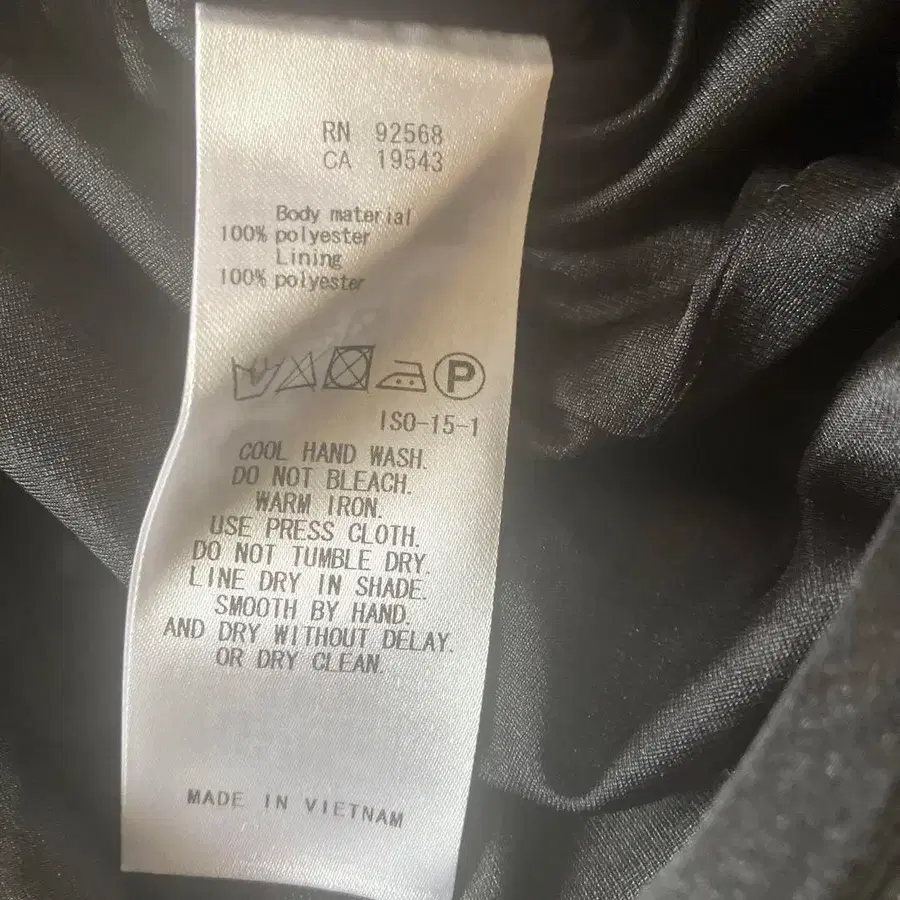 RN 92568
CA 19543
Body material
100% polyester
Lining
100% polyester
P
ISO-15-1
COOL HAND WASH.
DO NOT BLEACH.
WARM IRON.
USE PRESS CLOTH.
DO NOT TUMBLE DRY.
LINE DRY IN SHADE.
SMOOTH BY HAND.
AND DRY WITHOUT DELAY.
OR DRY CLEAN.
MADE IN VIETNAM